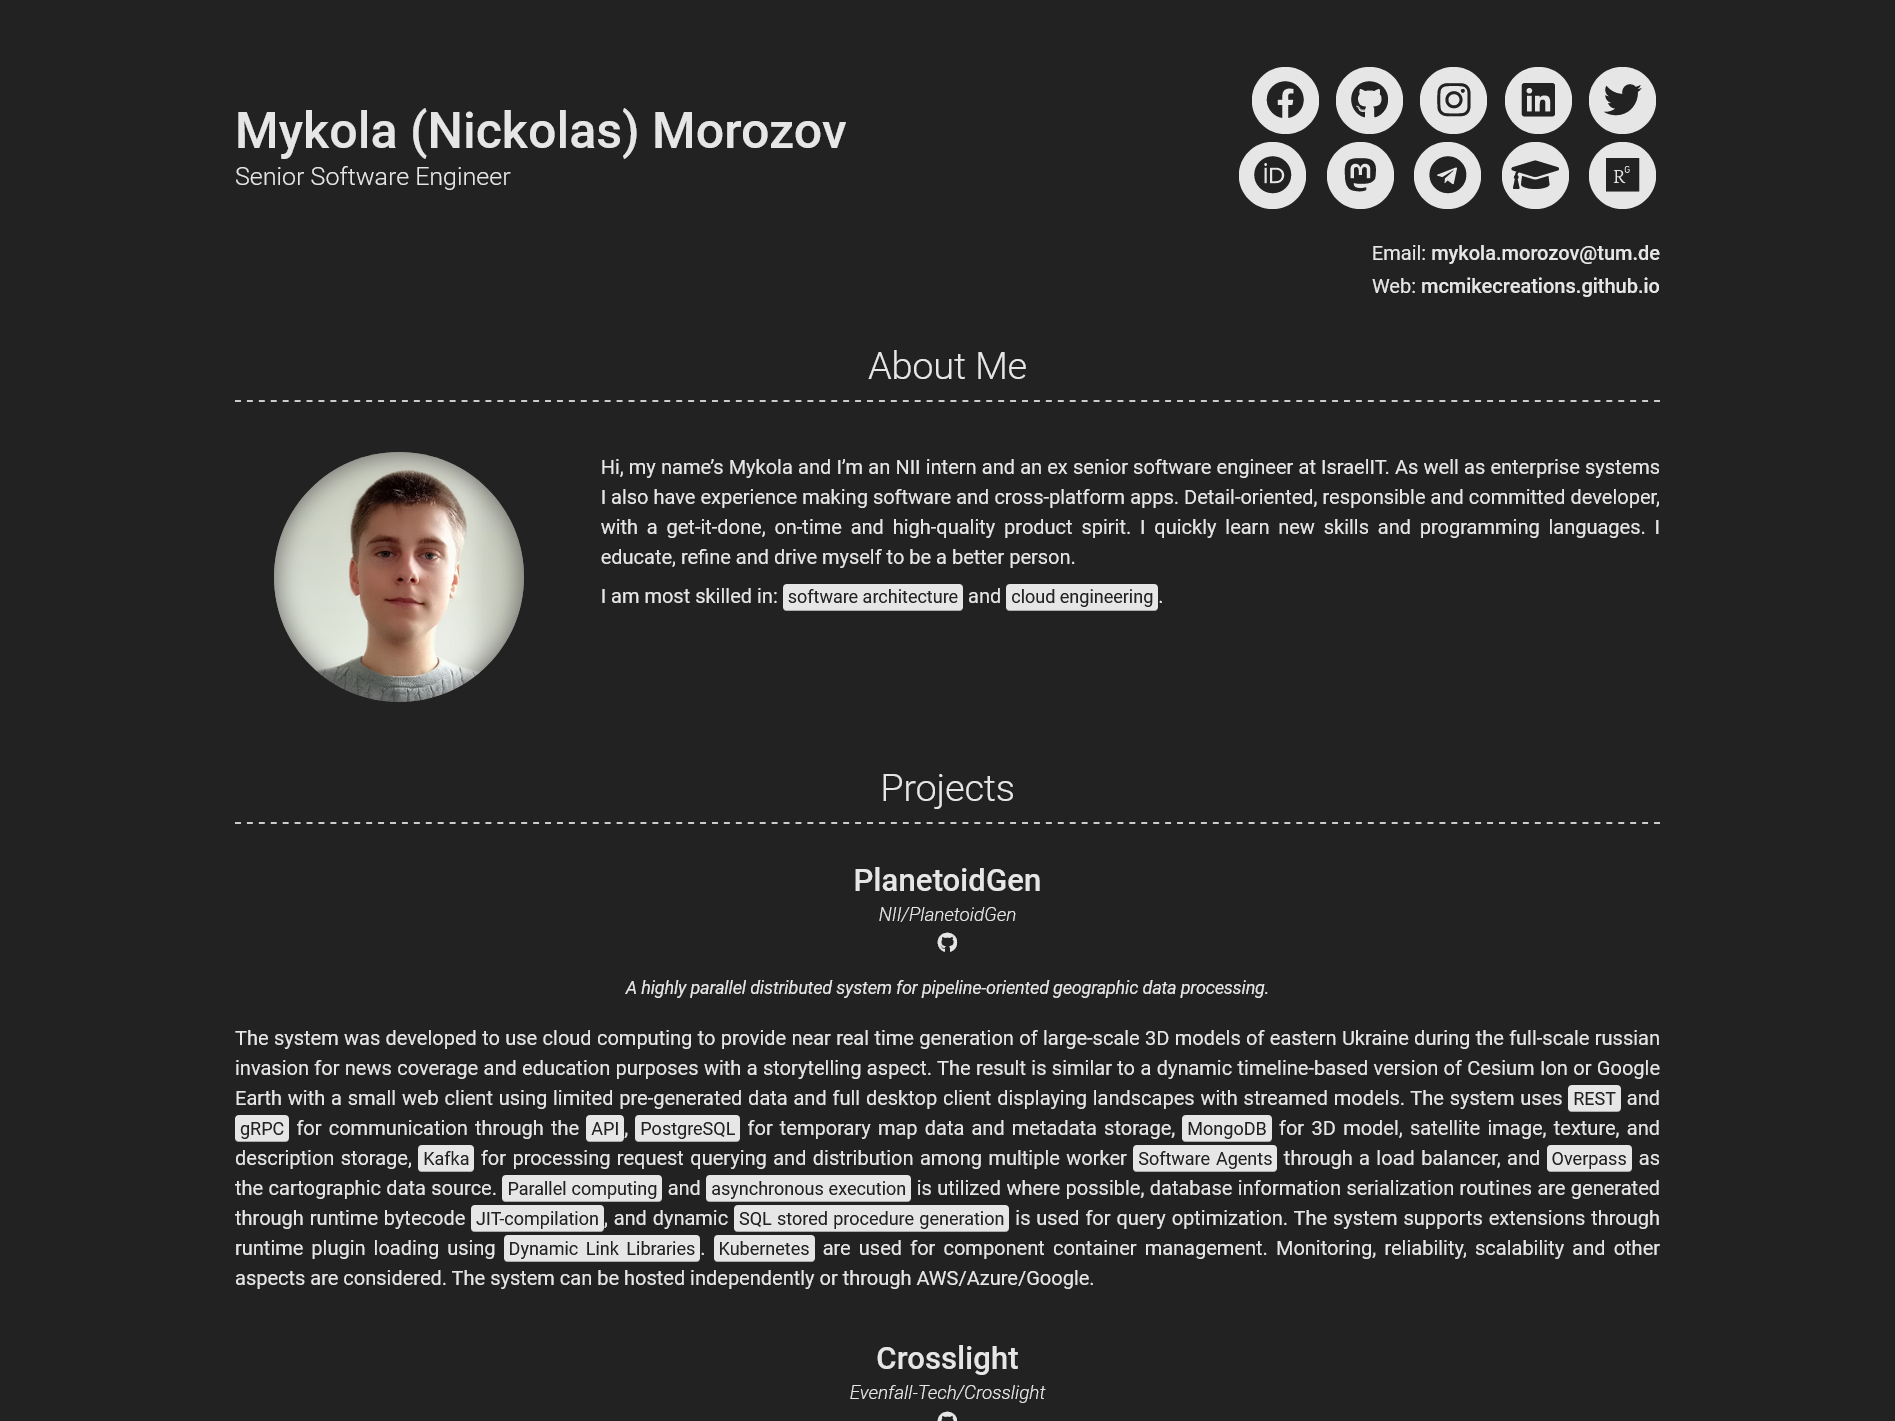 Mykola (Nickolas) Morozov
Senior Software Engineer
iD
RG
Email: mykola.morozov@tum.de
Web: mcmikecreations.github.io
About Me
Hi, my name’s Mykola and I’m an NII intern and an ex senior software engineer at IsraelIT. As well as enterprise systems
I also have experience making software and cross-platform apps. Detail-oriented, responsible and committed developer,
with a get-it-done, on-time and high-quality product spirit. I quickly learn new skills and programming languages. I
educate, refine and drive myself to be a better person.
I am most skilled in: software architecture and cloud engineering.
Projects
PlanetoidGen
NII/PlanetoidGen
A highly parallel distributed system for pipeline-oriented geographic data processing.
The system was developed to use cloud computing to provide near real time generation of large-scale 3D models of eastern Ukraine during the full-scale russian
invasion for news coverage and education purposes with a storytelling aspect. The result is similar to a dynamic timeline-based version of Cesium Ion or Google
Earth with a small web client using limited pre-generated data and full desktop client displaying landscapes with streamed models. The system uses REST and
gRPC for communication through the API, PostgreSQL for temporary map data and metadata storage, MongoDB for 3D model, satellite image, texture, and
description storage, Kafka for processing request querying and distribution among multiple worker Software Agents through a load balancer, and Overpass as
the cartographic data source. Parallel computing and asynchronous execution is utilized where possible, database information serialization routines are generated
through runtime bytecode JIT-compilation, and dynamic SQL stored procedure generation is used for query optimization. The system supports extensions through
runtime plugin loading using Dynamic Link Libraries. Kubernetes are used for component container management. Monitoring, reliability, scalability and other
aspects are considered. The system can be hosted independently or through AWS/Azure/Google.
Crosslight
Evenfall-Tech/Crosslight